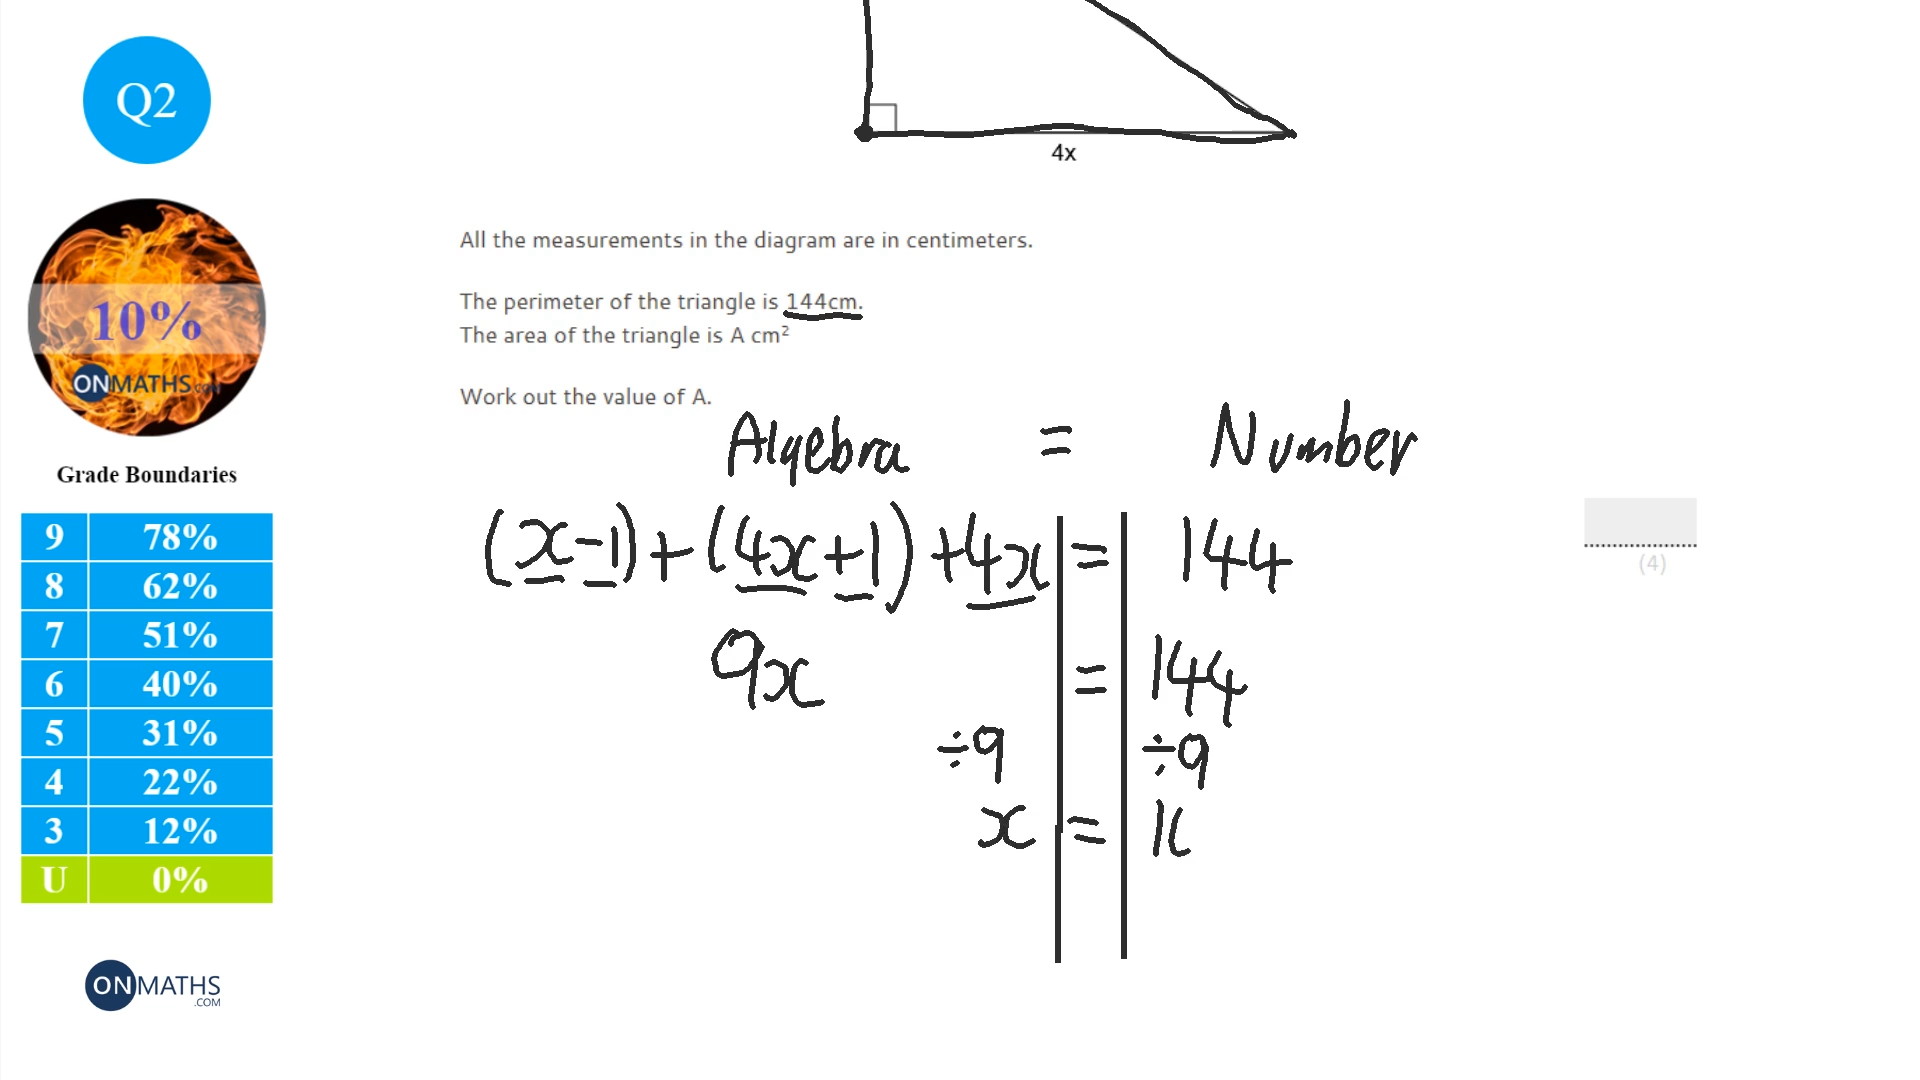 Q2
4x
All the measurements in the diagram are in centimeters.
The perimeter of the triangle is 144cm.
The area of the triangle is A cm²
Work out the value of A.
10%
ONMATHS.COM
Grade Boundaries
9 78%
8 62%
7 51%
6 40%
5 31%
4 22%
3 12%
U 0%
ONMATHS
.COM
Algebra = Number
(x-1)+(4x+1)+4x = 144
9x = 144
÷9 ÷9
x = 1
(4)